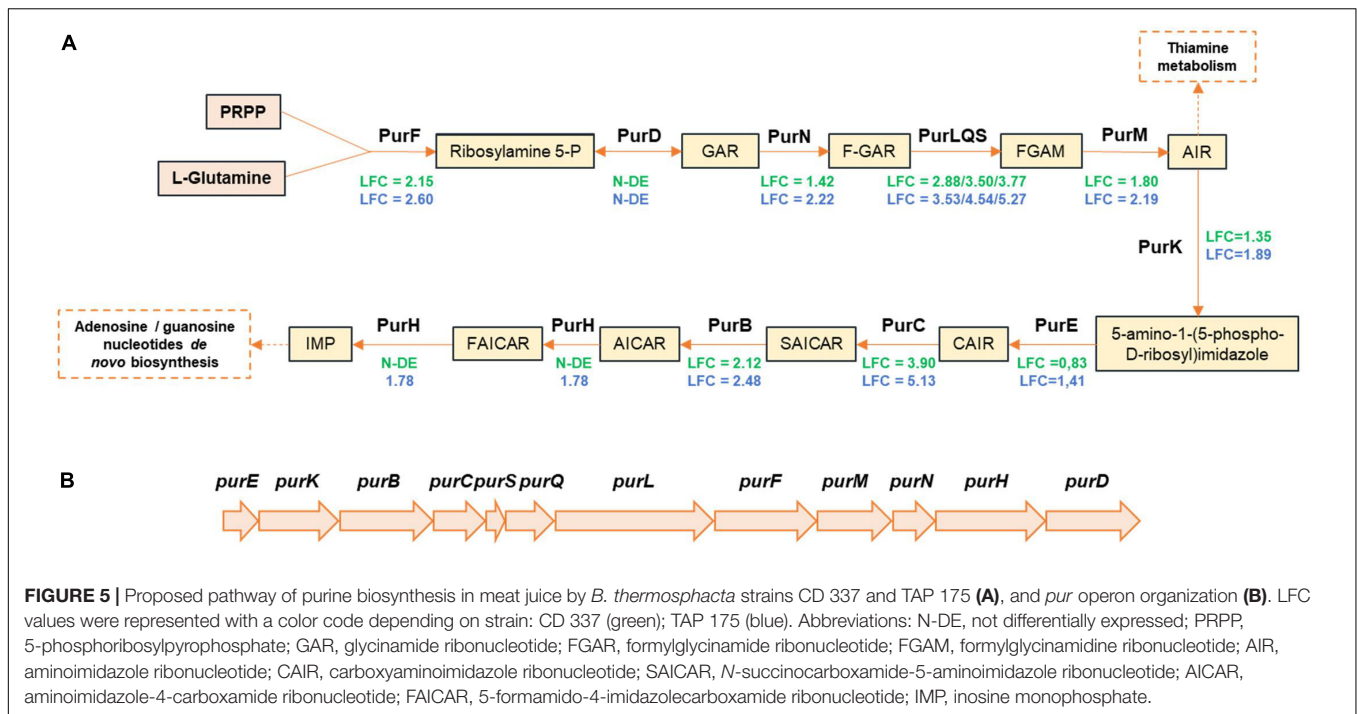 A
Thiamine
metabolism
PRPP
L-Glutamine
PurF
LFC = 2.15
LFC = 2.60
Ribosylamine 5-P
PurD
N-DE
N-DE
GAR
PurN
LFC = 1.42
LFC = 2.22
F-GAR
PurLQS
LFC = 2.88/3.50/3.77
LFC = 3.53/4.54/5.27
FGAM
PurM
LFC = 1.80
LFC = 2.19
AIR
PurK
LFC=1.35
LFC=1.89
5-amino-1-(5-phospho-
D-ribosyl)imidazole
PurE
LFC =0,83
LFC=1,41
CAIR
PurC
LFC = 3.90
LFC = 5.13
SAICAR
PurB
LFC = 2.12
LFC = 2.48
AICAR
PurH
N-DE
1.78
FAICAR
PurH
N-DE
1.78
IMP
Adenosine / guanosine
nucleotides de
novo biosynthesis
B
purE purK purB purC purS purQ purL purF purM purN purH purD
FIGURE 5 | Proposed pathway of purine biosynthesis in meat juice by B. thermosphacta strains CD 337 and TAP 175 (A), and pur operon organization (B). LFC
values were represented with a color code depending on strain: CD 337 (green); TAP 175 (blue). Abbreviations: N-DE, not differentially expressed; PRPP,
5-phosphoribosylpyrophosphate; GAR, glycinamide ribonucleotide; FGAR, formylglycinamide ribonucleotide; FGAM, formylglycinamidine ribonucleotide; AIR,
aminoimidazole ribonucleotide; CAIR, carboxyaminoimidazole ribonucleotide; SAICAR, N-succinocarboxamide-5-aminoimidazole ribonucleotide; AICAR,
aminoimidazole-4-carboxamide ribonucleotide; FAICAR, 5-formamido-4-imidazolecarboxamide ribonucleotide; IMP, inosine monophosphate.